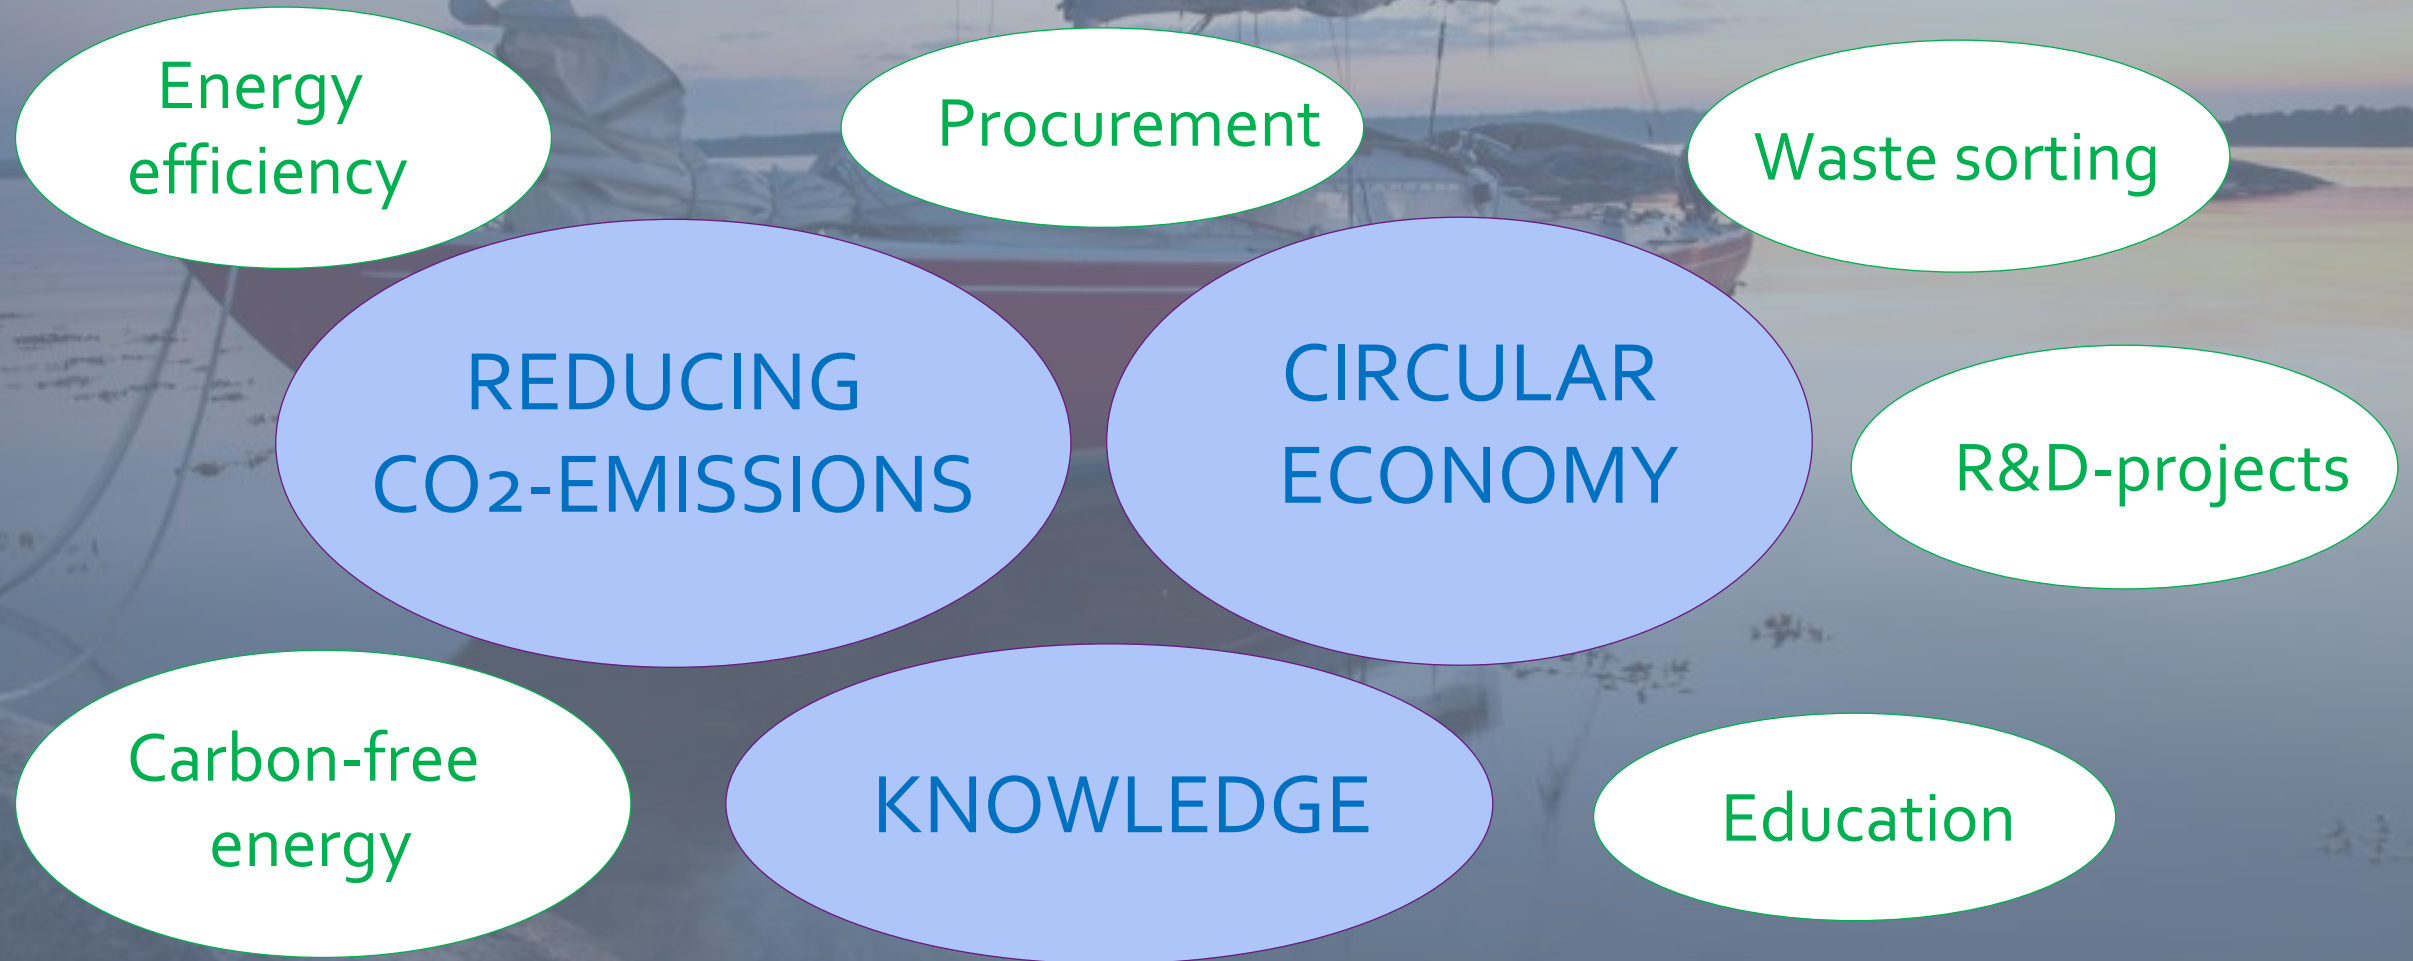 Energy
efficiency
Procurement
Waste sorting
REDUCING
CO2-EMISSIONS
CIRCULAR
ECONOMY
R&D-projects
Carbon-free
energy
KNOWLEDGE
Education